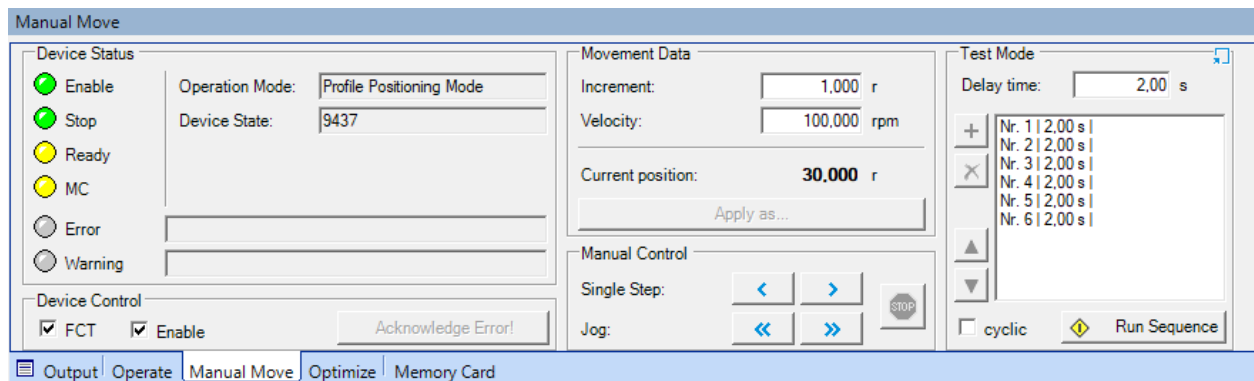 Manual Move
Device Status
Enable
Operation Mode:
Profile Positioning Mode
Stop
Device State:
9437
Ready
MC
Error
Warning
Device Control
FCT
Enable
Acknowledge Error!
Movement Data
Increment:
1,000 r
Velocity:
100,000 rpm
Current position:
30,000 r
Apply as...
Manual Control
Single Step:
STOP
Jog:
Test Mode
Delay time:
2,00 s
Nr. 1 | 2,00 s |
Nr. 2 | 2,00 s |
Nr. 3 | 2,00 s |
Nr. 4 | 2,00 s |
Nr. 5 | 2,00 s |
Nr. 6 | 2,00 s |
cyclic
Run Sequence
Output
Operate
Manual Move
Optimize
Memory Card